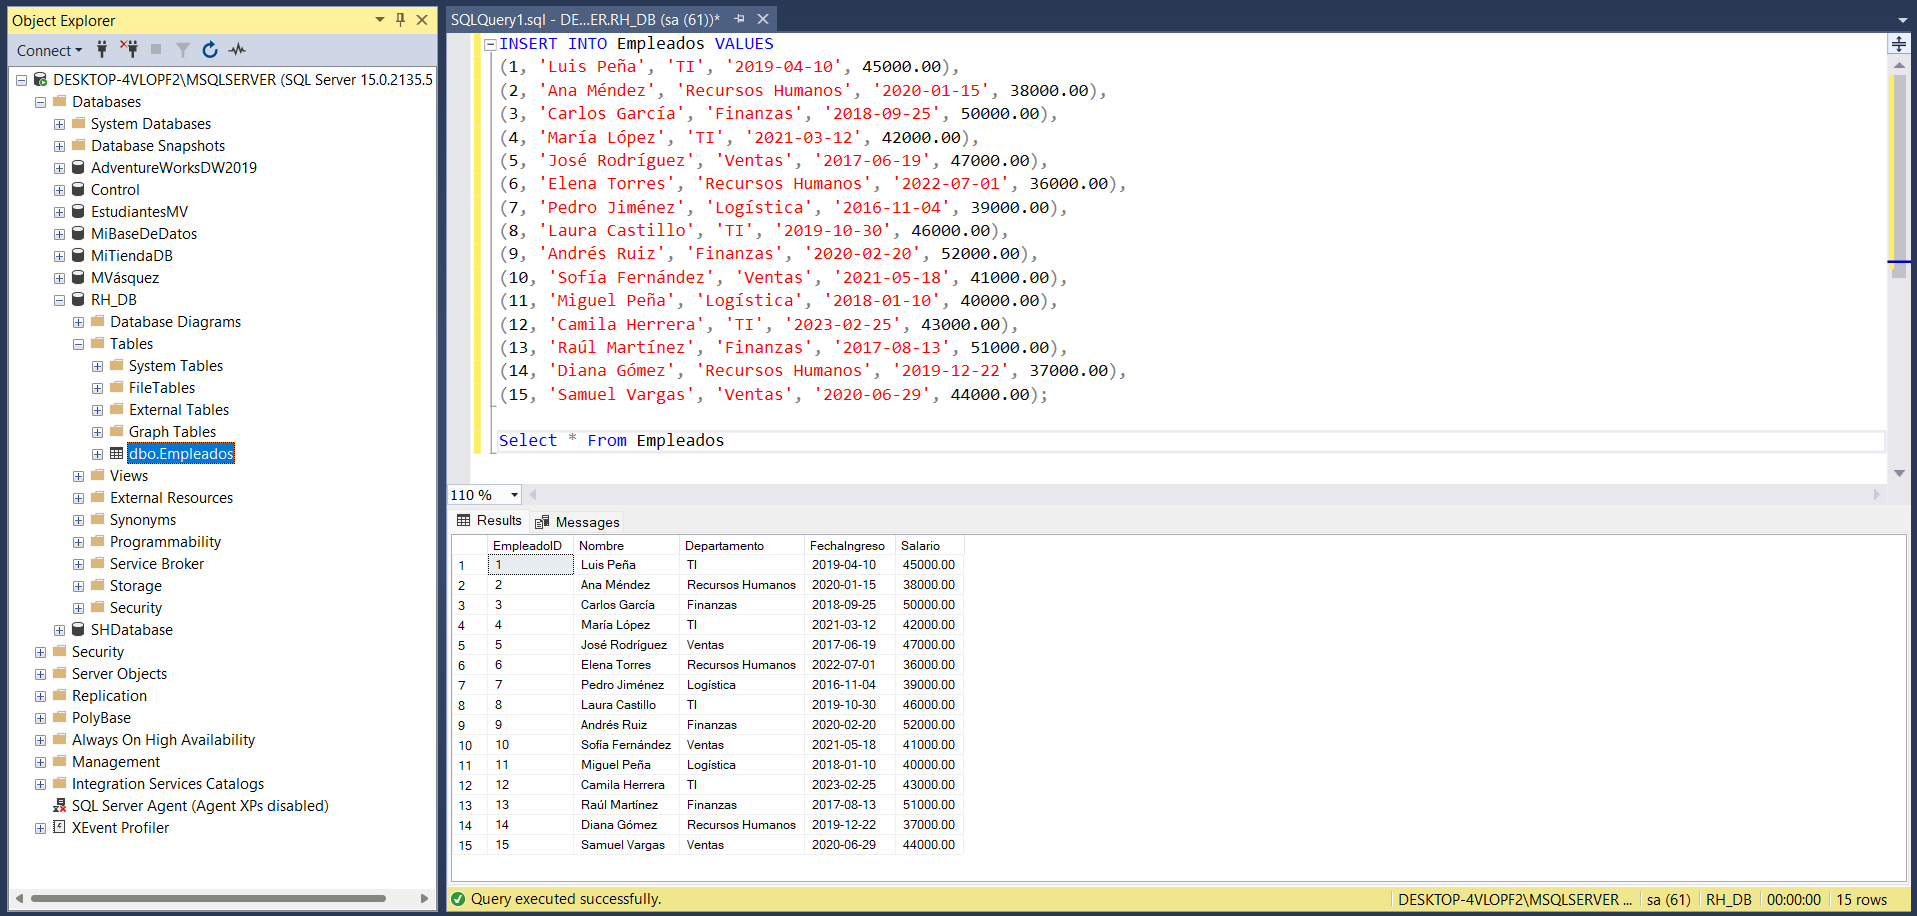 Object Explorer
Connect
DESKTOP-4VLOPF2\MSQLSERVER (SQL Server 15.0.2135.5
Databases
System Databases
Database Snapshots
AdventureWorksDW2019
Control
EstudiantesMV
MiBaseDeDatos
MiTiendaDB
MVásquez
RH_DB
Database Diagrams
Tables
System Tables
FileTables
External Tables
Graph Tables
dbo.Empleados
Views
External Resources
Synonyms
Programmability
Service Broker
Storage
Security
SHDatabase
Security
Server Objects
Replication
PolyBase
Always On High Availability
Management
Integration Services Catalogs
SQL Server Agent (Agent XPs disabled)
XEvent Profiler
SQLQuery1.sql - DE...ER.RH_DB (sa (61))*
INSERT INTO Empleados VALUES
(1, 'Luis Peña', 'TI', '2019-04-10', 45000.00),
(2, 'Ana Méndez', 'Recursos Humanos', '2020-01-15', 38000.00),
(3, 'Carlos García', 'Finanzas', '2018-09-25', 50000.00),
(4, 'María López', 'TI', '2021-03-12', 42000.00),
(5, 'José Rodríguez', 'Ventas', '2017-06-19', 47000.00),
(6, 'Elena Torres', 'Recursos Humanos', '2022-07-01', 36000.00),
(7, 'Pedro Jiménez', 'Logística', '2016-11-04', 39000.00),
(8, 'Laura Castillo', 'TI', '2019-10-30', 46000.00),
(9, 'Andrés Ruiz', 'Finanzas', '2020-02-20', 52000.00),
(10, 'Sofía Fernández', 'Ventas', '2021-05-18', 41000.00),
(11, 'Miguel Peña', 'Logística', '2018-01-10', 40000.00),
(12, 'Camila Herrera', 'TI', '2023-02-25', 43000.00),
(13, 'Raúl Martínez', 'Finanzas', '2017-08-13', 51000.00),
(14, 'Diana Gómez', 'Recursos Humanos', '2019-12-22', 37000.00),
(15, 'Samuel Vargas', 'Ventas', '2020-06-29', 44000.00);
Select * From Empleados
110 %
Results Messages
EmpleadoID Nombre Departamento FechaIngreso Salario
1 1 Luis Peña TI 2019-04-10 45000.00
2 2 Ana Méndez Recursos Humanos 2020-01-15 38000.00
3 3 Carlos García Finanzas 2018-09-25 50000.00
4 4 María López TI 2021-03-12 42000.00
5 5 José Rodríguez Ventas 2017-06-19 47000.00
6 6 Elena Torres Recursos Humanos 2022-07-01 36000.00
7 7 Pedro Jiménez Logística 2016-11-04 39000.00
8 8 Laura Castillo TI 2019-10-30 46000.00
9 9 Andrés Ruiz Finanzas 2020-02-20 52000.00
10 10 Sofía Fernández Ventas 2021-05-18 41000.00
11 11 Miguel Peña Logística 2018-01-10 40000.00
12 12 Camila Herrera TI 2023-02-25 43000.00
13 13 Raúl Martínez Finanzas 2017-08-13 51000.00
14 14 Diana Gómez Recursos Humanos 2019-12-22 37000.00
15 15 Samuel Vargas Ventas 2020-06-29 44000.00
Query executed successfully. DESKTOP-4VLOPF2\MSQLSERVER ... sa (61) RH_DB 00:00:00 15 rows